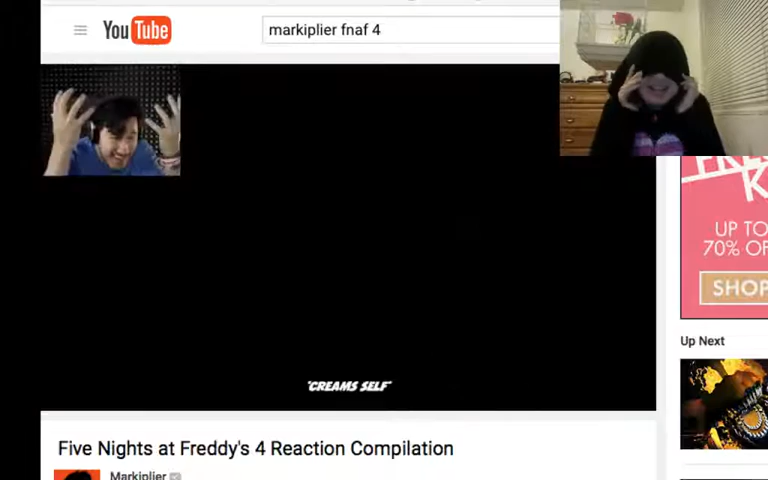 YouTube
markiplier fnaf 4
UP TO
70% OF
SHOP
Up Next
"CREAMS SELF"
Five Nights at Freddy's 4 Reaction Compilation
Markiplier